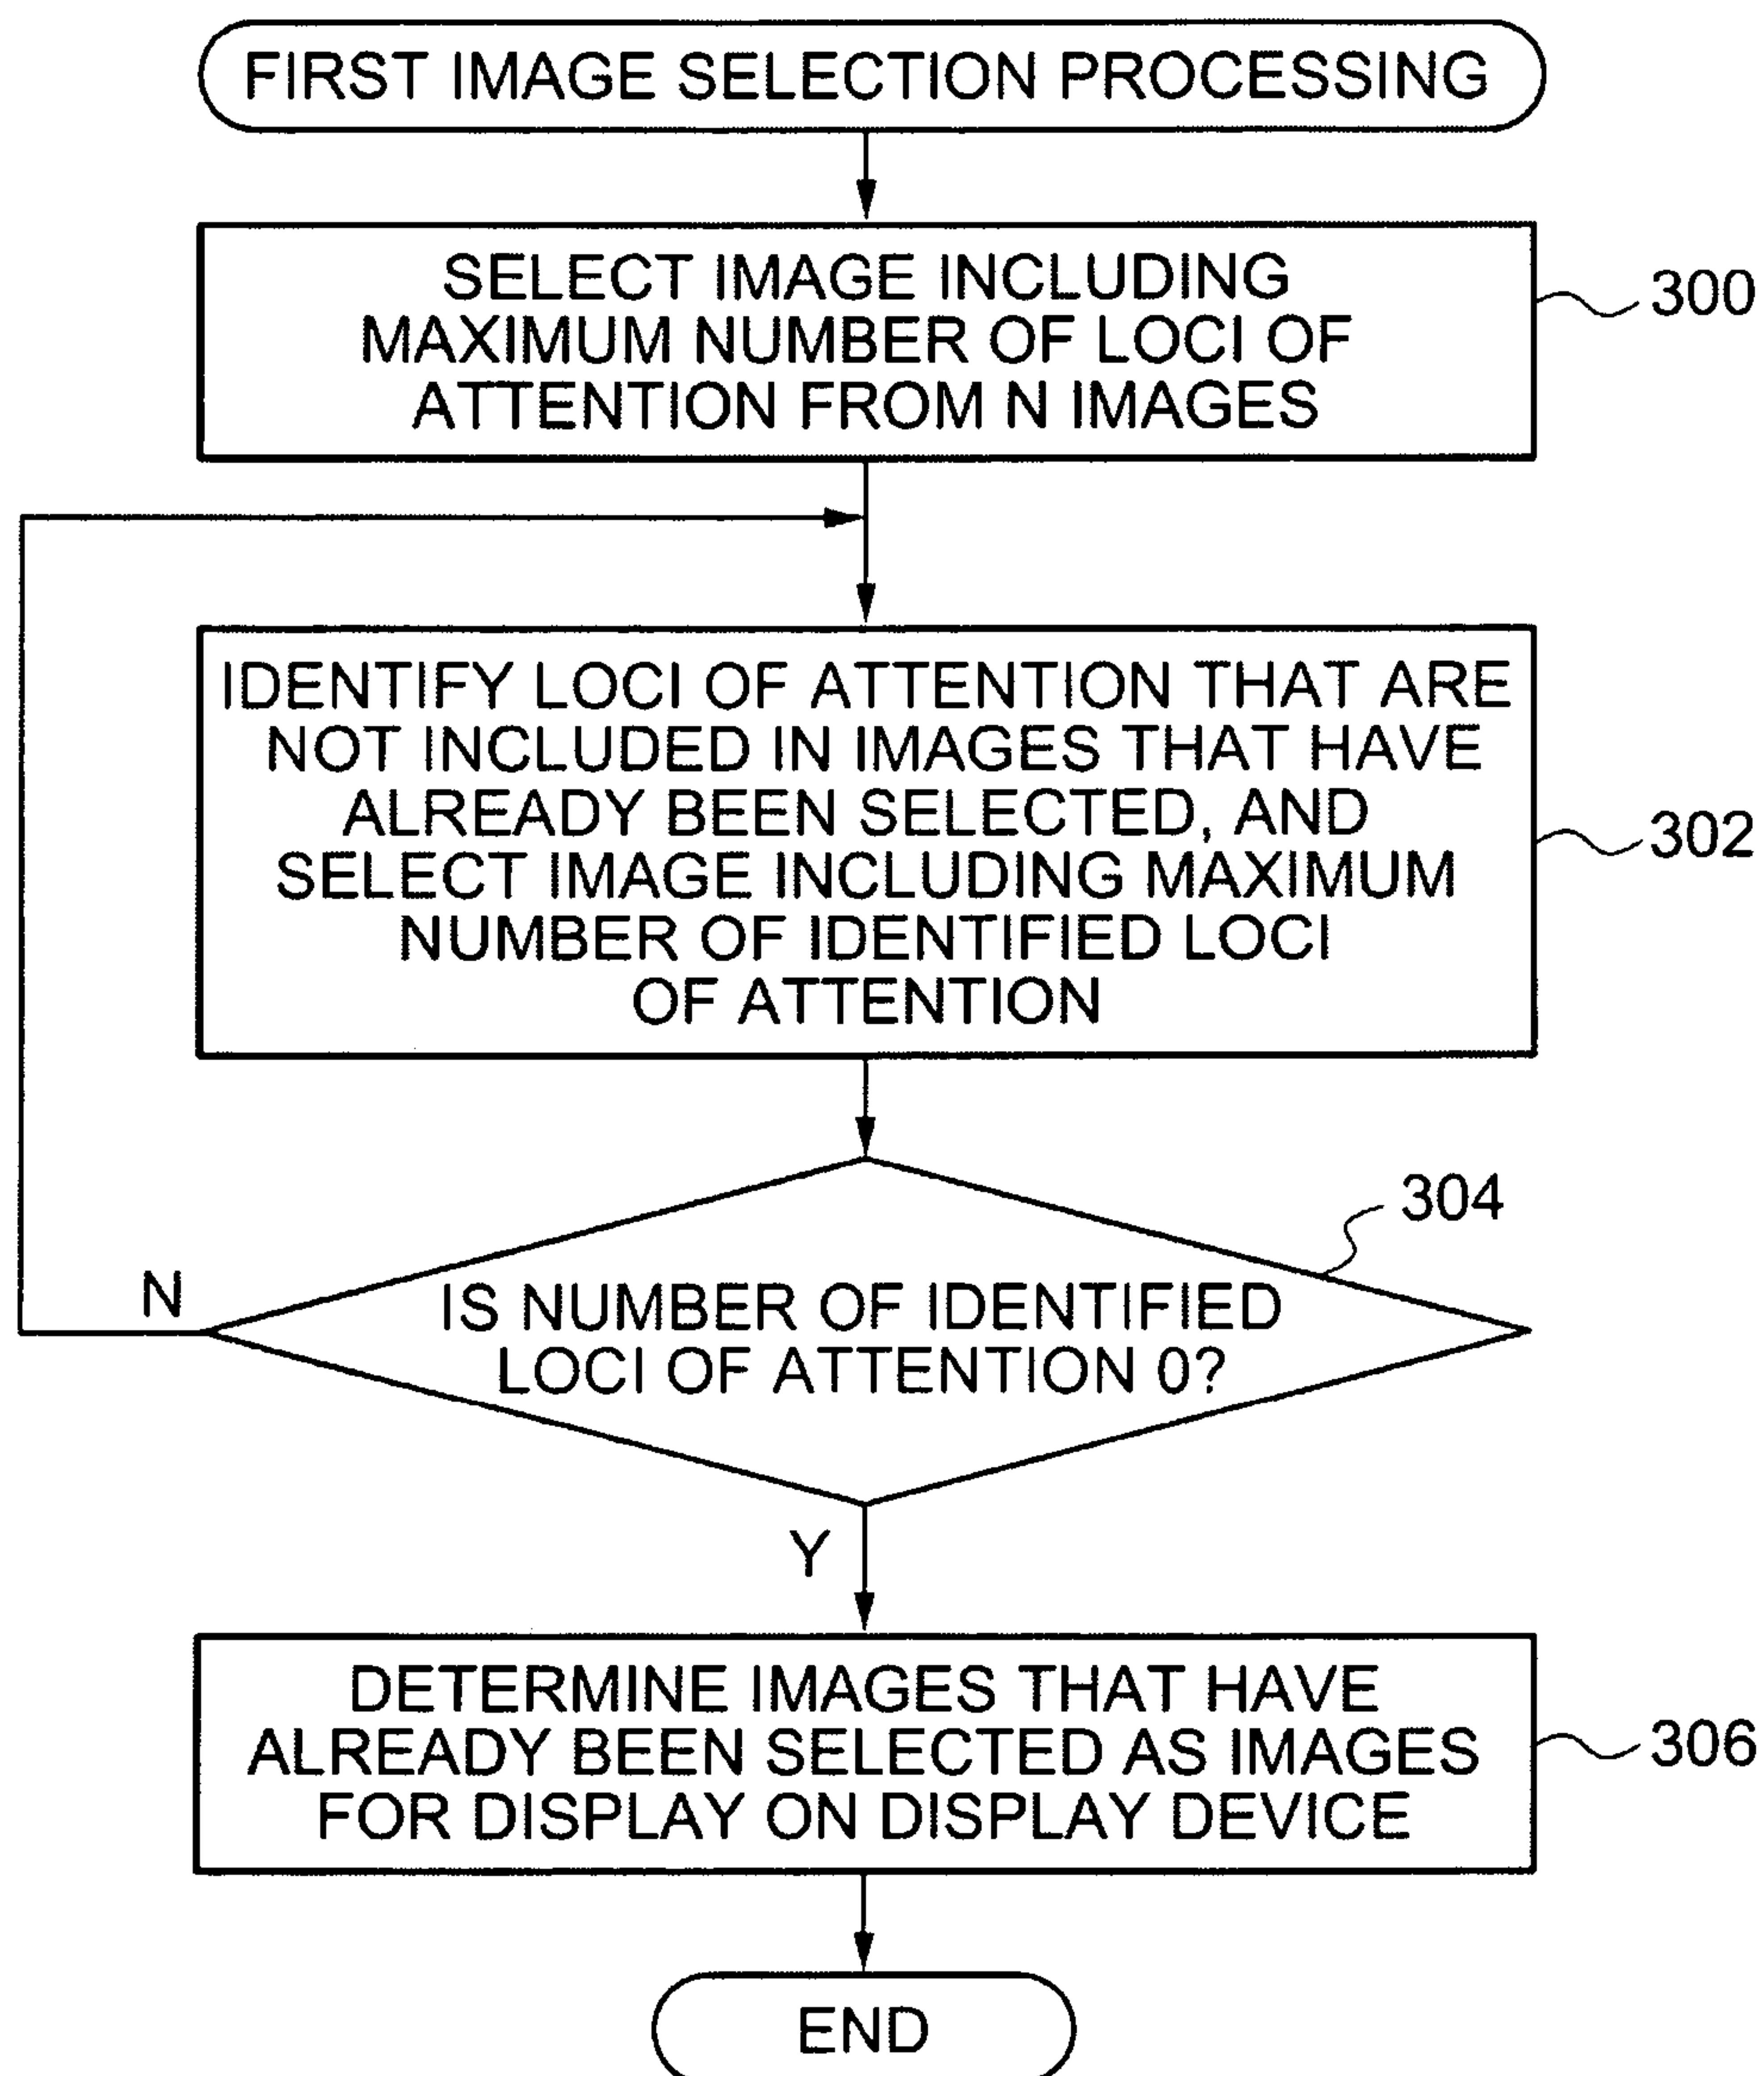 FIRST IMAGE SELECTION PROCESSING
SELECT IMAGE INCLUDING
MAXIMUM NUMBER OF LOCI OF
ATTENTION FROM N IMAGES
300
IDENTIFY LOCI OF ATTENTION THAT ARE
NOT INCLUDED IN IMAGES THAT HAVE
ALREADY BEEN SELECTED, AND
SELECT IMAGE INCLUDING MAXIMUM
NUMBER OF IDENTIFIED LOCI
OF ATTENTION
302
304
N
IS NUMBER OF IDENTIFIED
LOCI OF ATTENTION 0?
Y
DETERMINE IMAGES THAT HAVE
ALREADY BEEN SELECTED AS IMAGES
FOR DISPLAY ON DISPLAY DEVICE
306
END